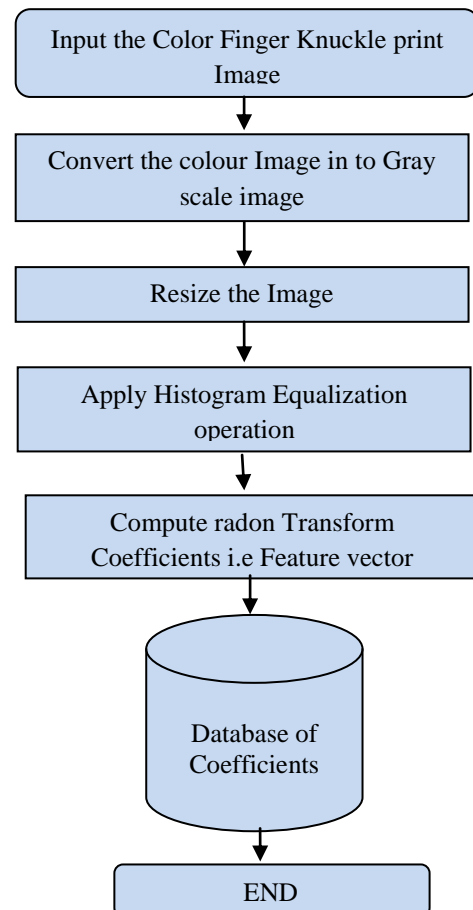 Input the Color Finger Knuckle print
Image
Convert the colour Image in to Gray
scale image
Resize the Image
Apply Histogram Equalization
operation
Compute radon Transform
Coefficients i.e Feature vector
Database of
Coefficients
END